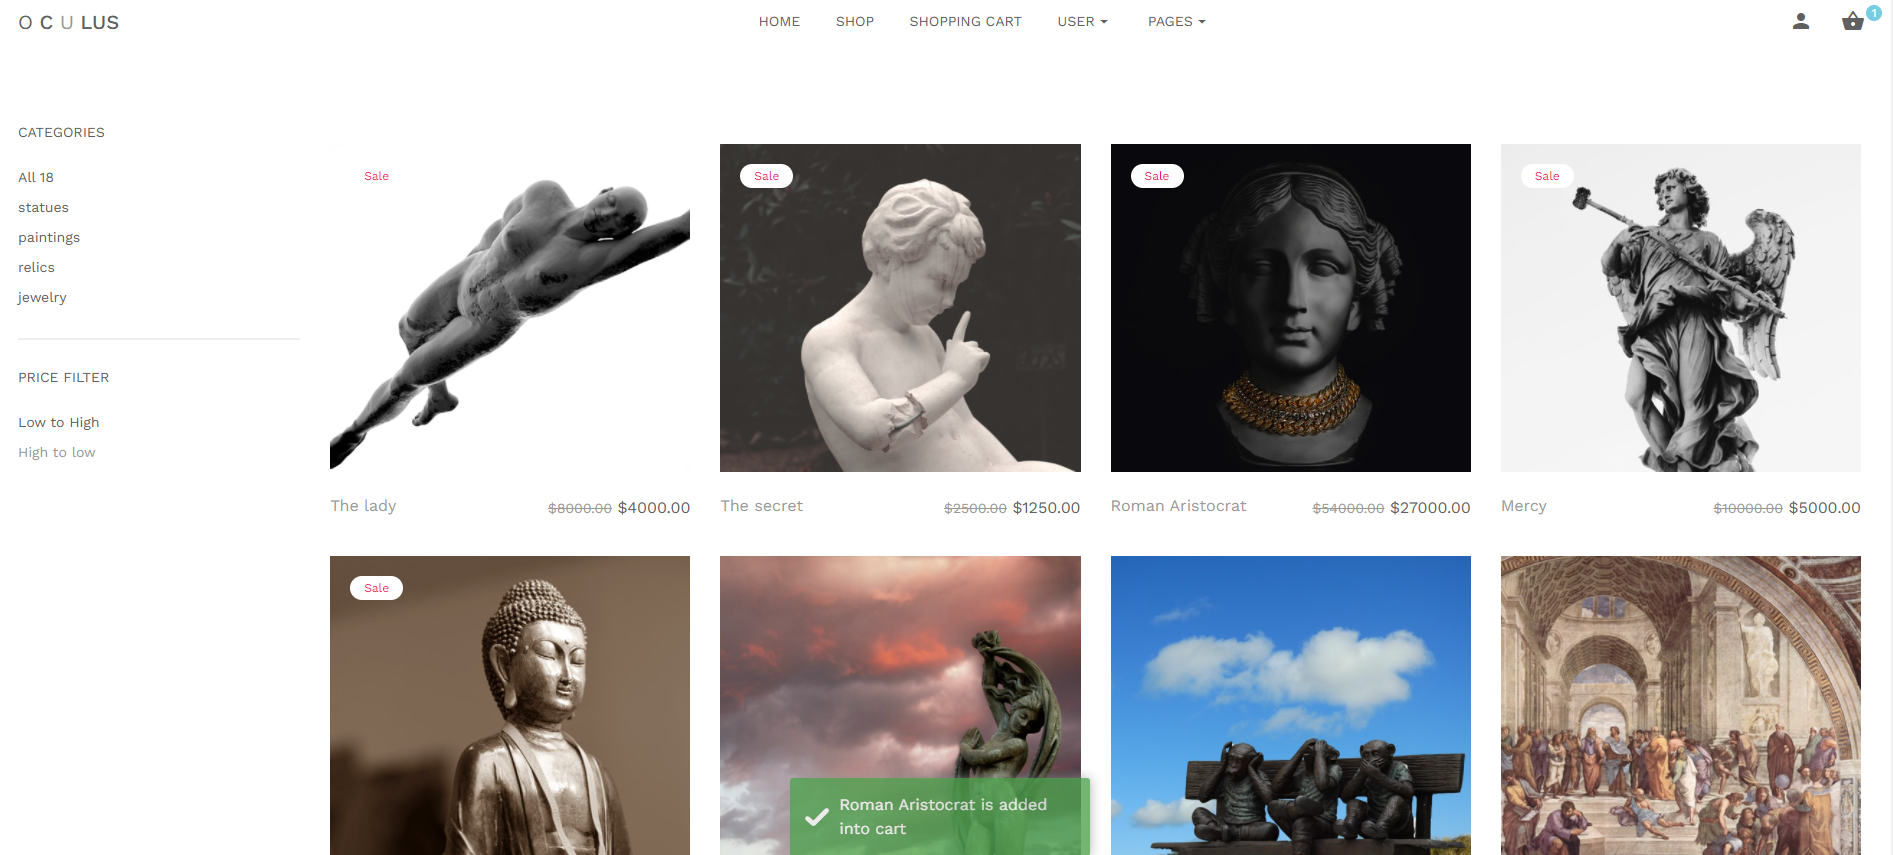 O C U LUS
HOME SHOP SHOPPING CART USER PAGES
1
CATEGORIES
All 18
statues
paintings
relics
jewelry
PRICE FILTER
Low to High
High to low
Sale
Sale
Sale
Sale
The lady $8000.00 $4000.00
The secret $2500.00 $1250.00
Roman Aristocrat $54000.00 $27000.00
Mercy $10000.00 $5000.00
Sale
Roman Aristocrat is added
into cart